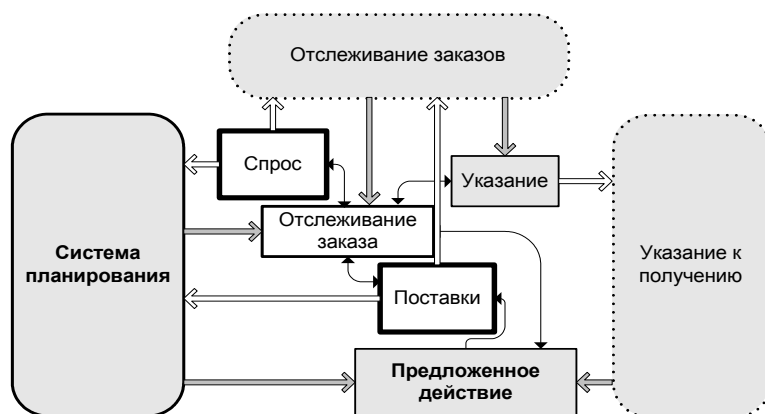 Отслеживание заказов
Спрос
Указание
Отслеживание
заказа
Система
планирования
Указание к
получению
Поставки
Предложенное
действие